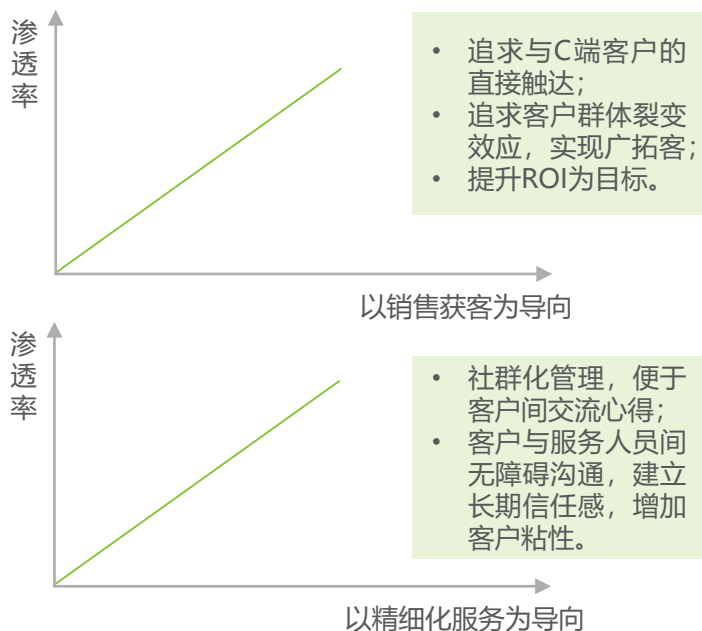 渗透率
• 追求与C端客户的
直接触达；
• 追求客户群体裂变
效应，实现广拓客；
• 提升ROI为目标。
以销售获客为导向
渗透率
• 社群化管理，便于
客户间交流心得；
• 客户与服务人员间
无障碍沟通，建立
长期信任感，增加
客户粘性。
以精细化服务为导向